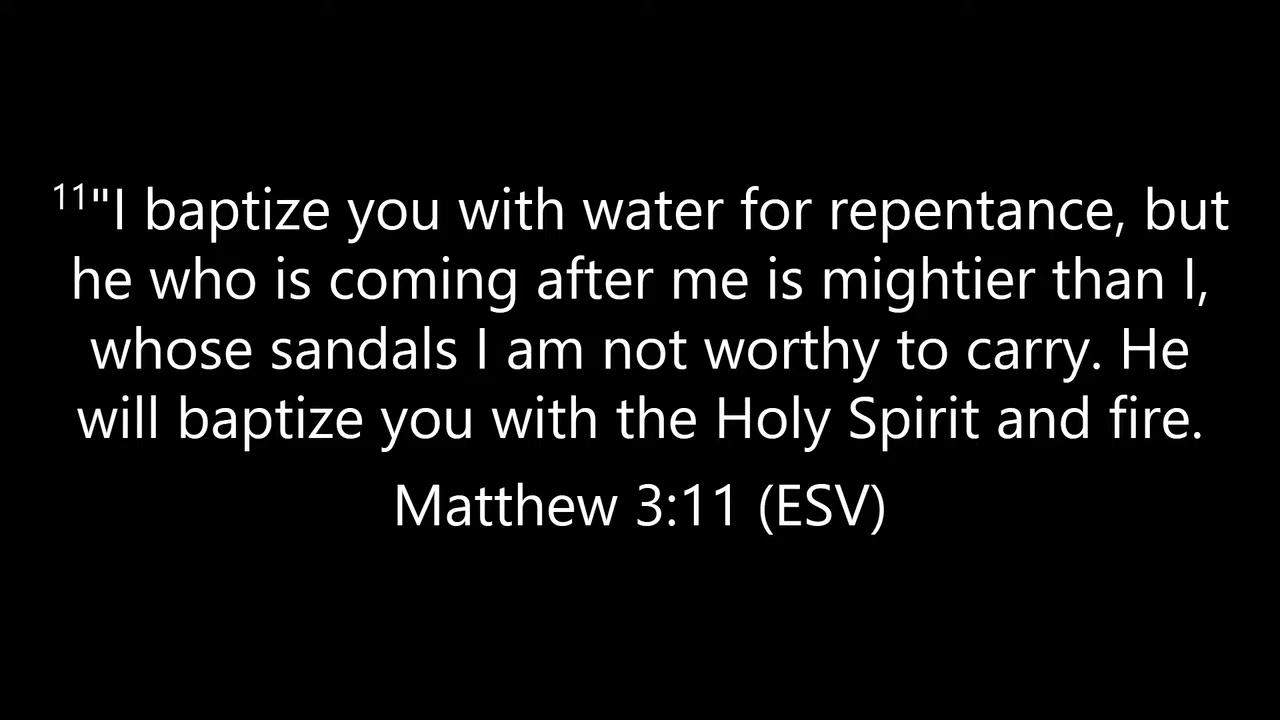 ¹¹"I baptize you with water for repentance, but
he who is coming after me is mightier than I,
whose sandals I am not worthy to carry. He
will baptize you with the Holy Spirit and fire.
Matthew 3:11 (ESV)